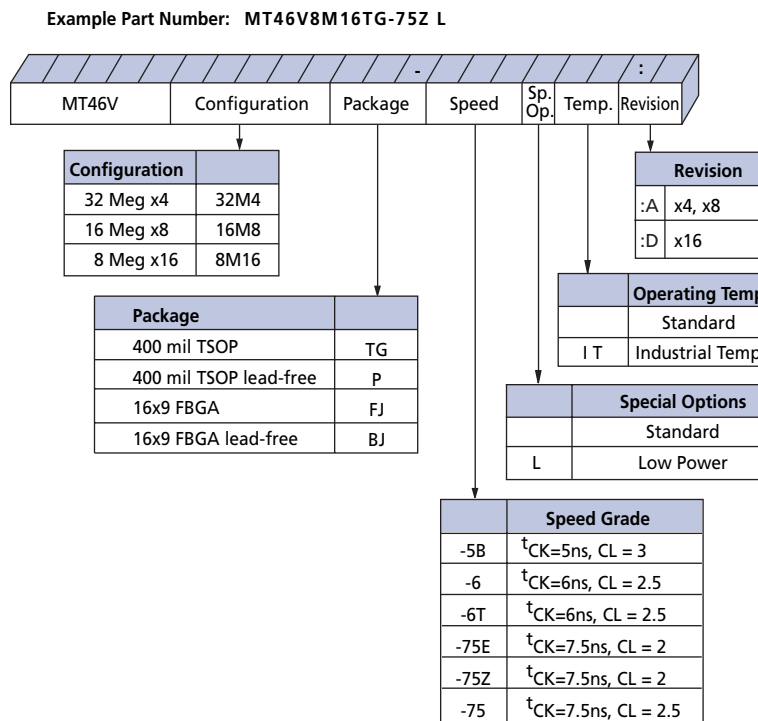 Example Part Number: MT46V8M16TG-75Z L
- :
MT46V Configuration Package Speed Sp. Op. Temp. Revision
Configuration
32 Meg x4 32M4
16 Meg x8 16M8
8 Meg x16 8M16
Revision
:A x4, x8
:D x16
Package
400 mil TSOP TG
400 mil TSOP lead-free P
16x9 FBGA FJ
16x9 FBGA lead-free BJ
Operating Temp
Standard
I T Industrial Temp
Special Options
Standard
L Low Power
Speed Grade
-5B tCK=5ns, CL = 3
-6 tCK=6ns, CL = 2.5
-6T tCK=6ns, CL = 2.5
-75E tCK=7.5ns, CL = 2
-75Z tCK=7.5ns, CL = 2
-75 tCK=7.5ns, CL = 2.5